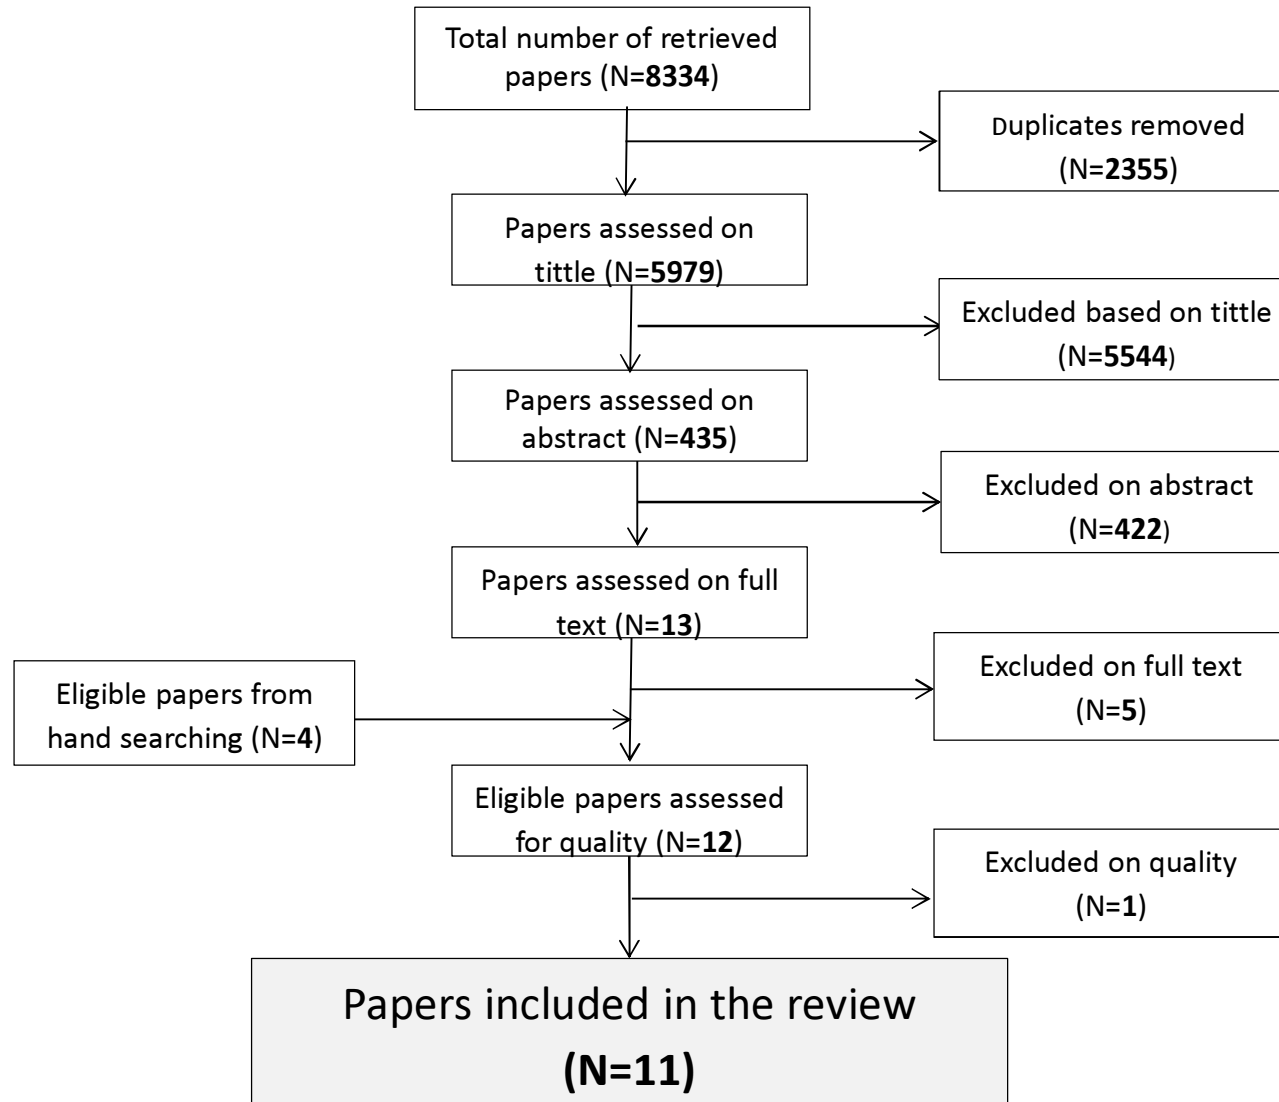 Total number of retrieved
papers (N=8334)
Duplicates removed
(N=2355)
Papers assessed on
tittle (N=5979)
Excluded based on tittle
(N=5544)
Papers assessed on
abstract (N=435)
Excluded on abstract
(N=422)
Papers assessed on full
text (N=13)
Excluded on full text
(N=5)
Eligible papers from
hand searching (N=4)
Eligible papers assessed
for quality (N=12)
Excluded on quality
(N=1)
Papers included in the review
(N=11)